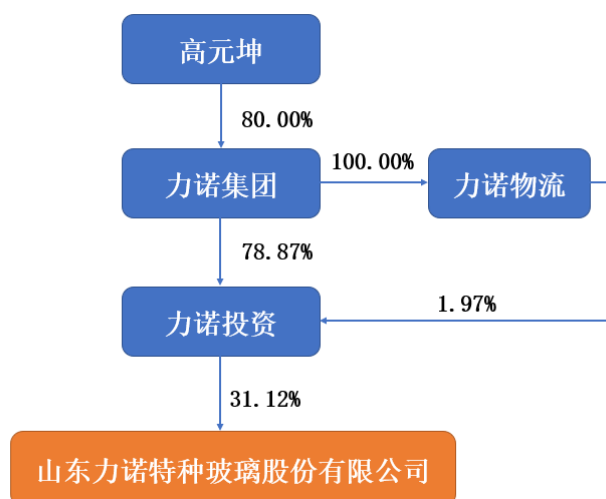 高元坤
80.00%
力诺集团
100.00%
力诺物流
78.87%
力诺投资
1.97%
31.12%
山东力诺特种玻璃股份有限公司